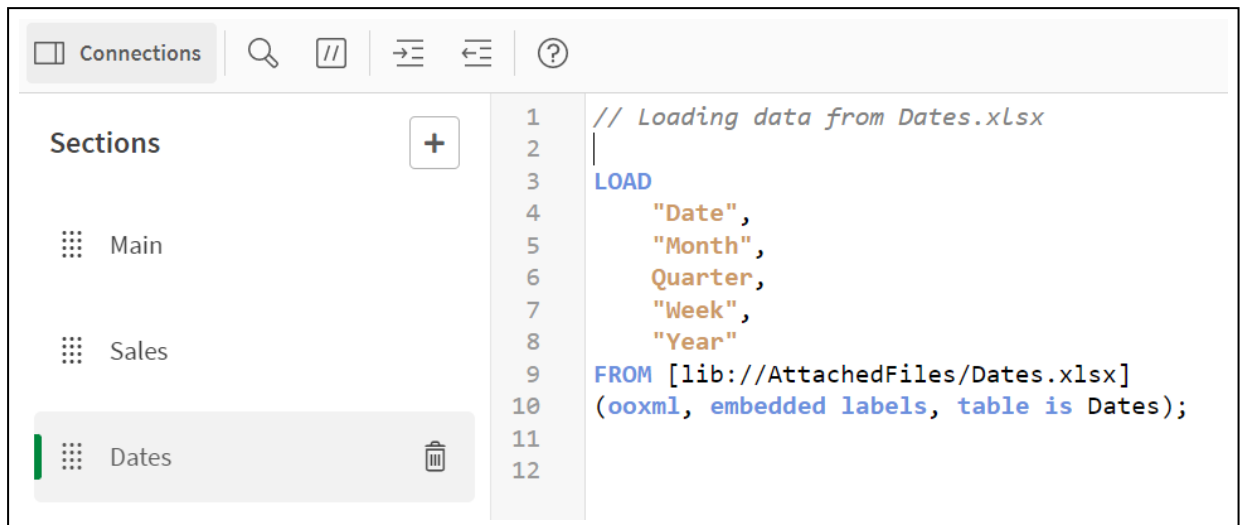 Connections
//
Sections
+
Main
Sales
Dates
1 // Loading data from Dates.xlsx
2
3 LOAD
4 "Date",
5 "Month",
6 Quarter,
7 "Week",
8 "Year"
9 FROM [lib://AttachedFiles/Dates.xlsx]
10 (ooxml, embedded labels, table is Dates);
11
12